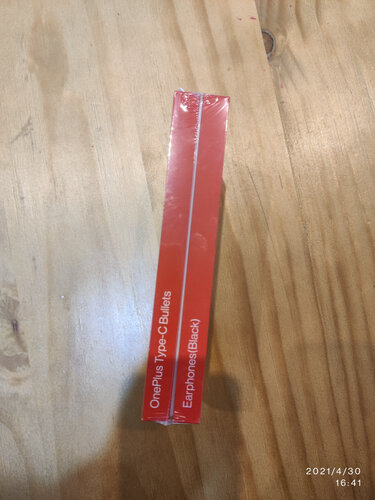 OnePlus Type-C Bullets
Earphones(Black)
2021/4/30
16:41